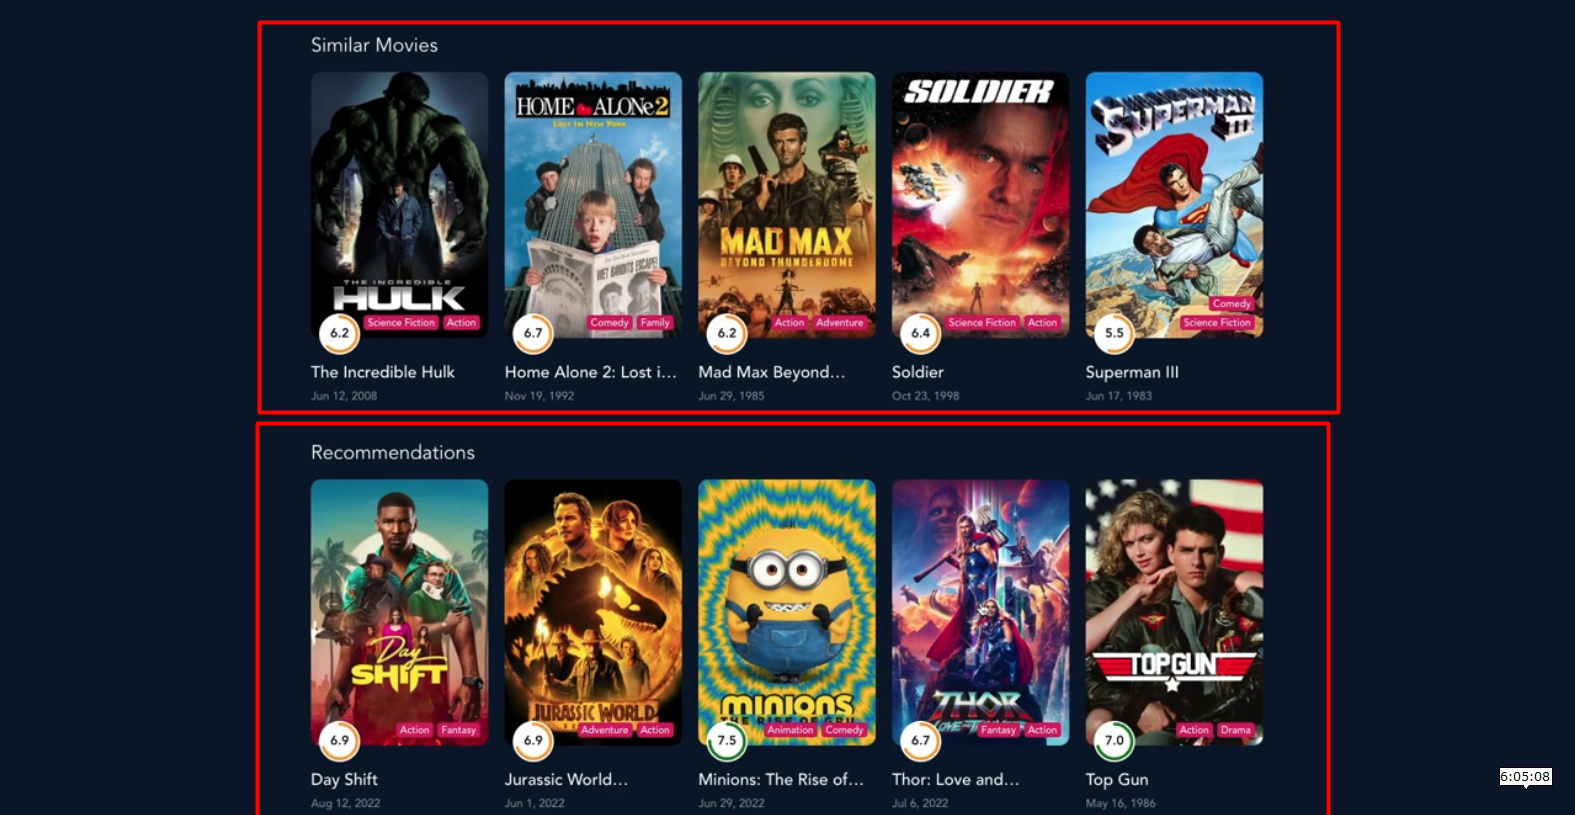 Similar Movies
HOME ALONe 2
LOST IN NEW YORK
SOLDIER
SUPERMAN
III
MAD MAX
BEYOND THUNDERDOME
WET BANDITS ESCAPE!
THE INCREDIBLE
HULK
Comedy
Science Fiction Action
Comedy Family
Action Adventure
Science Fiction Action
Science Fiction
6.2
6.7
6.2
6.4
5.5
The Incredible Hulk
Home Alone 2: Lost i...
Mad Max Beyond...
Soldier
Superman III
Jun 12, 2008
Nov 19, 1992
Jun 29, 1985
Oct 23, 1998
Jun 17, 1983
Recommendations
Day
SHIFT
JURASSIC WORLD
MINIONS
THE RISE OF GRU
THOR
LOVE AND
TOP GUN
Action Fantasy
Adventure Action
Animation Comedy
Fantasy Action
Action Drama
6.9
6.9
7.5
6.7
7.0
Day Shift
Jurassic World...
Minions: The Rise of...
Thor: Love and...
Top Gun
Aug 12, 2022
Jun 1, 2022
Jun 29, 2022
Jul 6, 2022
May 16, 1986
6:05:08